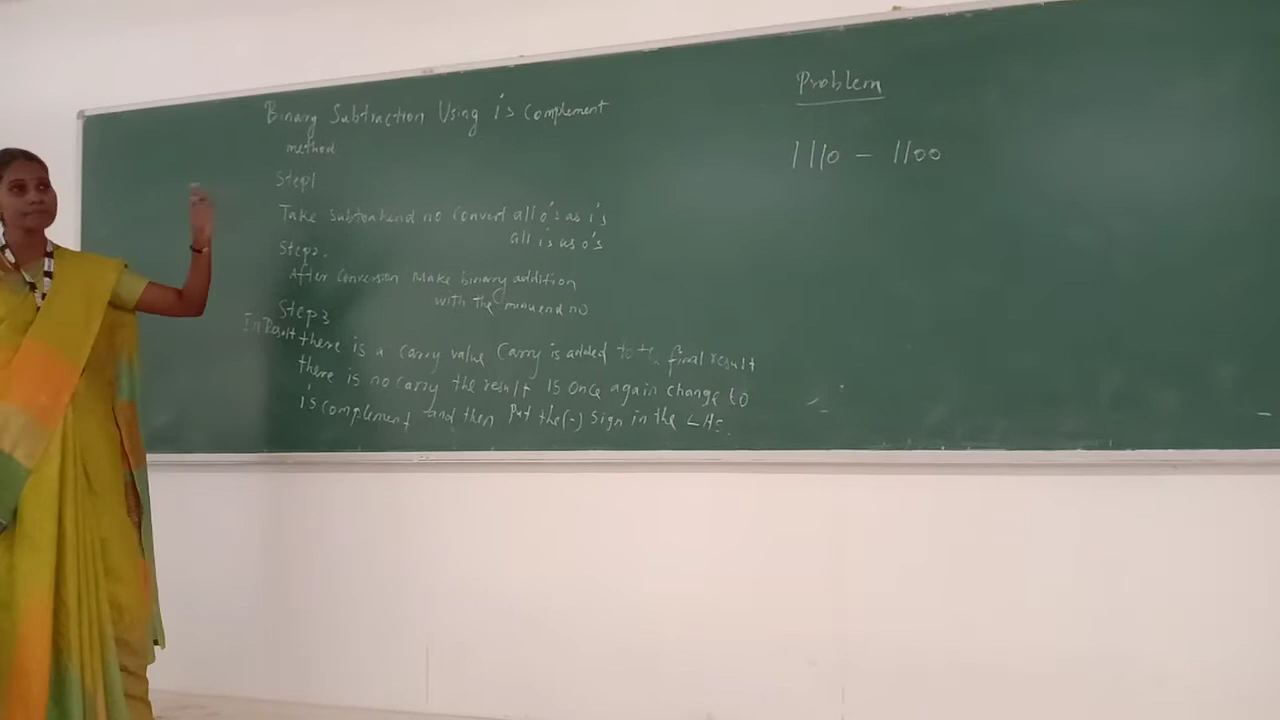 Binary Subtraction Using 1's Complement
method
Step1
Take subtrahend no convert all 0's as 1's
all 1's as 0's
Step2.
After conversion make binary addition
with the minuend no
Step 3
In Result there is a carry value carry is added to the final result
there is no carry the result is once again change to
1's complement and then put the (-) sign in the LHS.
Problem
1110 - 1100